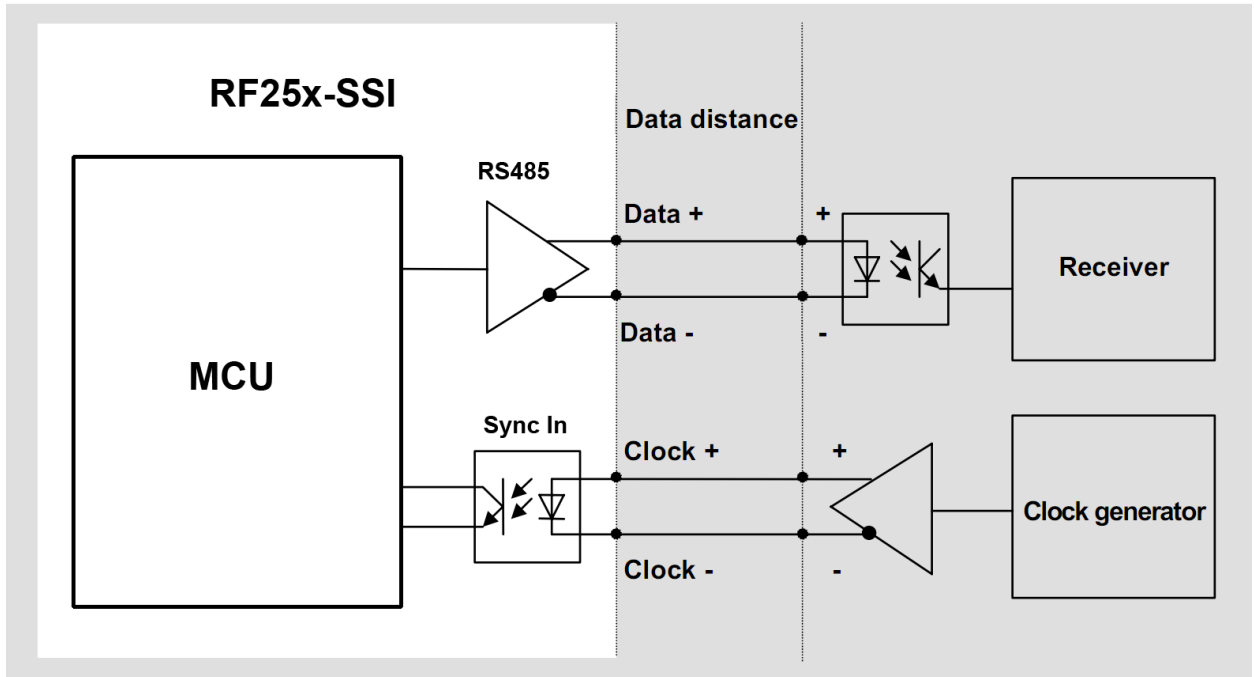 RF25x-SSI
Data distance
RS485
Data +
+
Receiver
Data -
-
MCU
Sync In
Clock +
+
Clock generator
Clock -
-